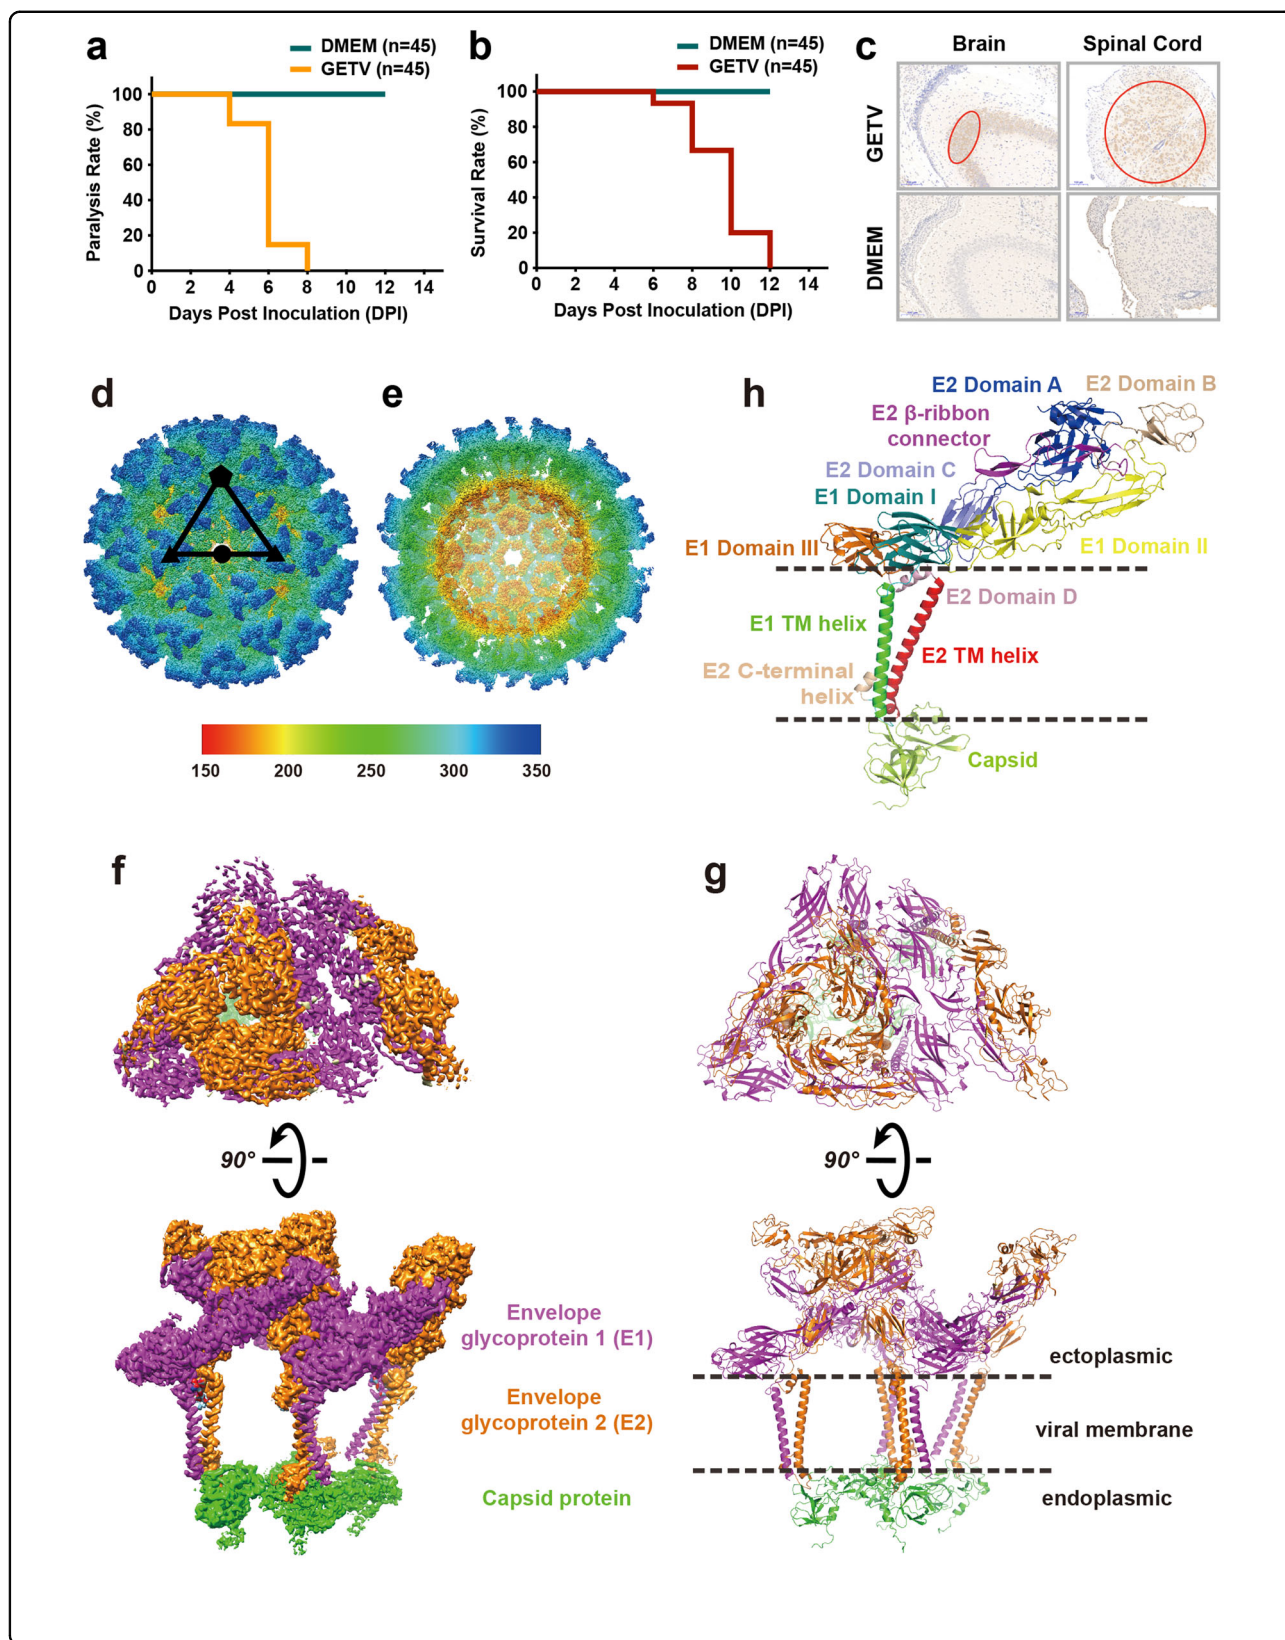 a
DMEM (n=45)
GETV (n=45)
Paralysis Rate (%)
100
80
60
40
20
0
0 2 4 6 8 10 12 14
Days Post Inoculation (DPI)
b
DMEM (n=45)
GETV (n=45)
Survival Rate (%)
100
80
60
40
20
0
0 2 4 6 8 10 12 14
Days Post Inoculation (DPI)
c
Brain Spinal Cord
GETV
DMEM
d
e
150 200 250 300 350
h
E2 Domain A
E2 Domain B
E2 β-ribbon
connector
E2 Domain C
E1 Domain I
E1 Domain III
E1 Domain II
E2 Domain D
E1 TM helix
E2 TM helix
E2 C-terminal
helix
Capsid
f
90°
Envelope
glycoprotein 1 (E1)
Envelope
glycoprotein 2 (E2)
Capsid protein
g
90°
ectoplasmic
viral membrane
endoplasmic